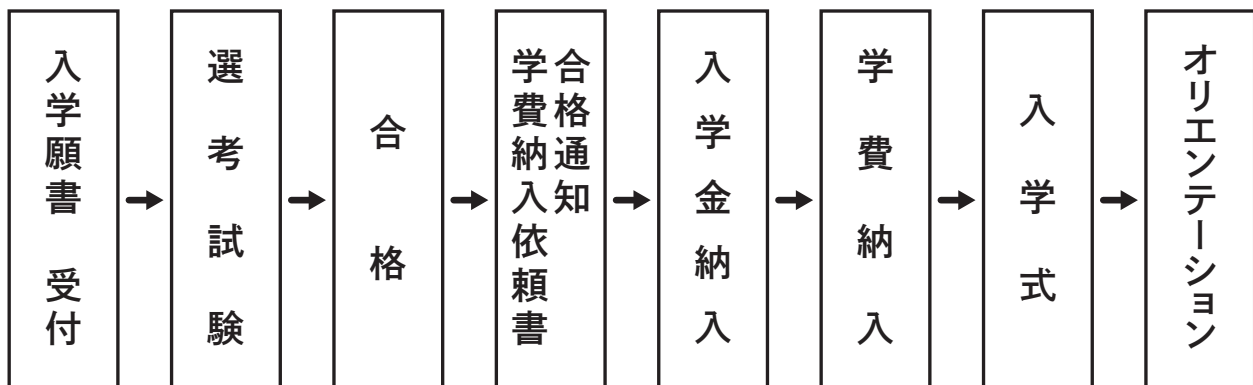 入学願書 受付
選考試験
合格
合格通知
学費納入依頼書
入学金納入
学費納入
入学式
オリエンテーション